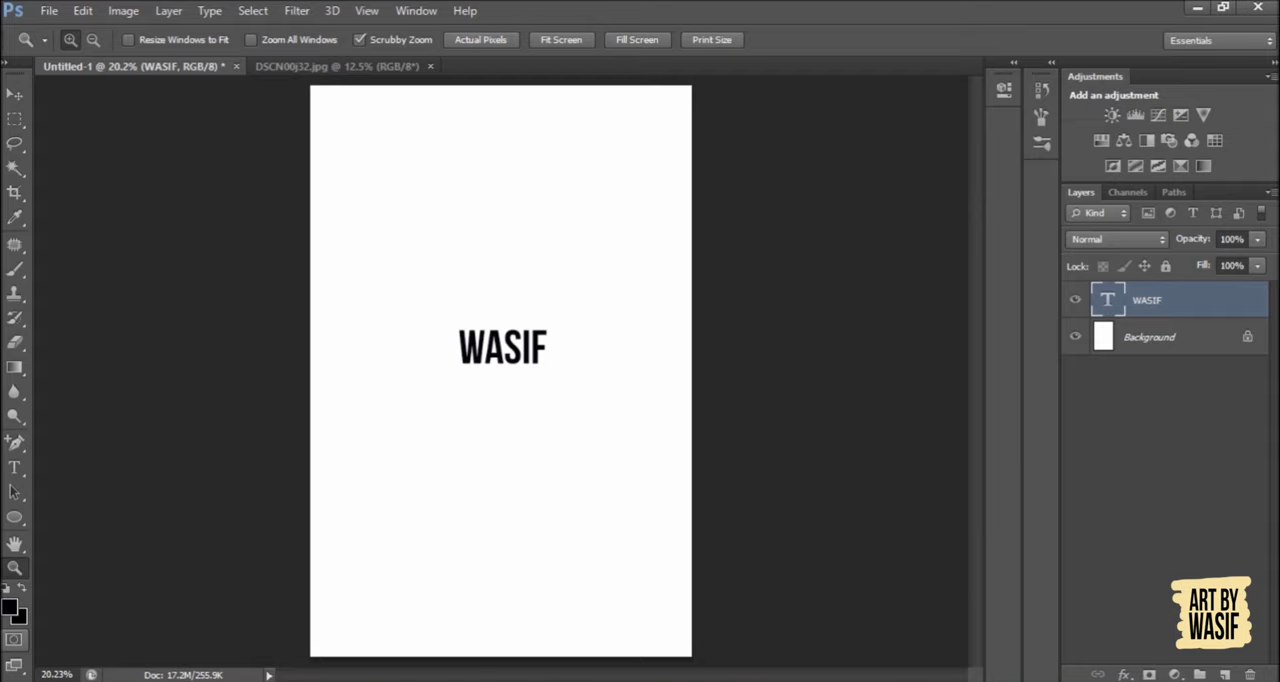 Ps File Edit Image Layer Type Select Filter 3D View Window Help
Resize Windows to Fit Zoom All Windows Scrubby Zoom Actual Pixels Fit Screen Fill Screen Print Size Essentials
Untitled-1 @ 20.2% (WASIF, RGB/8) * × DSCN00j32.jpg @ 12.5% (RGB/8*) ×
Adjustments
Add an adjustment
Layers Channels Paths
Kind
Normal Opacity: 100%
Lock: Fill: 100%
T WASIF
Background
WASIF
ART BY
WASIF
20.23% Doc: 17.2M/255.9K